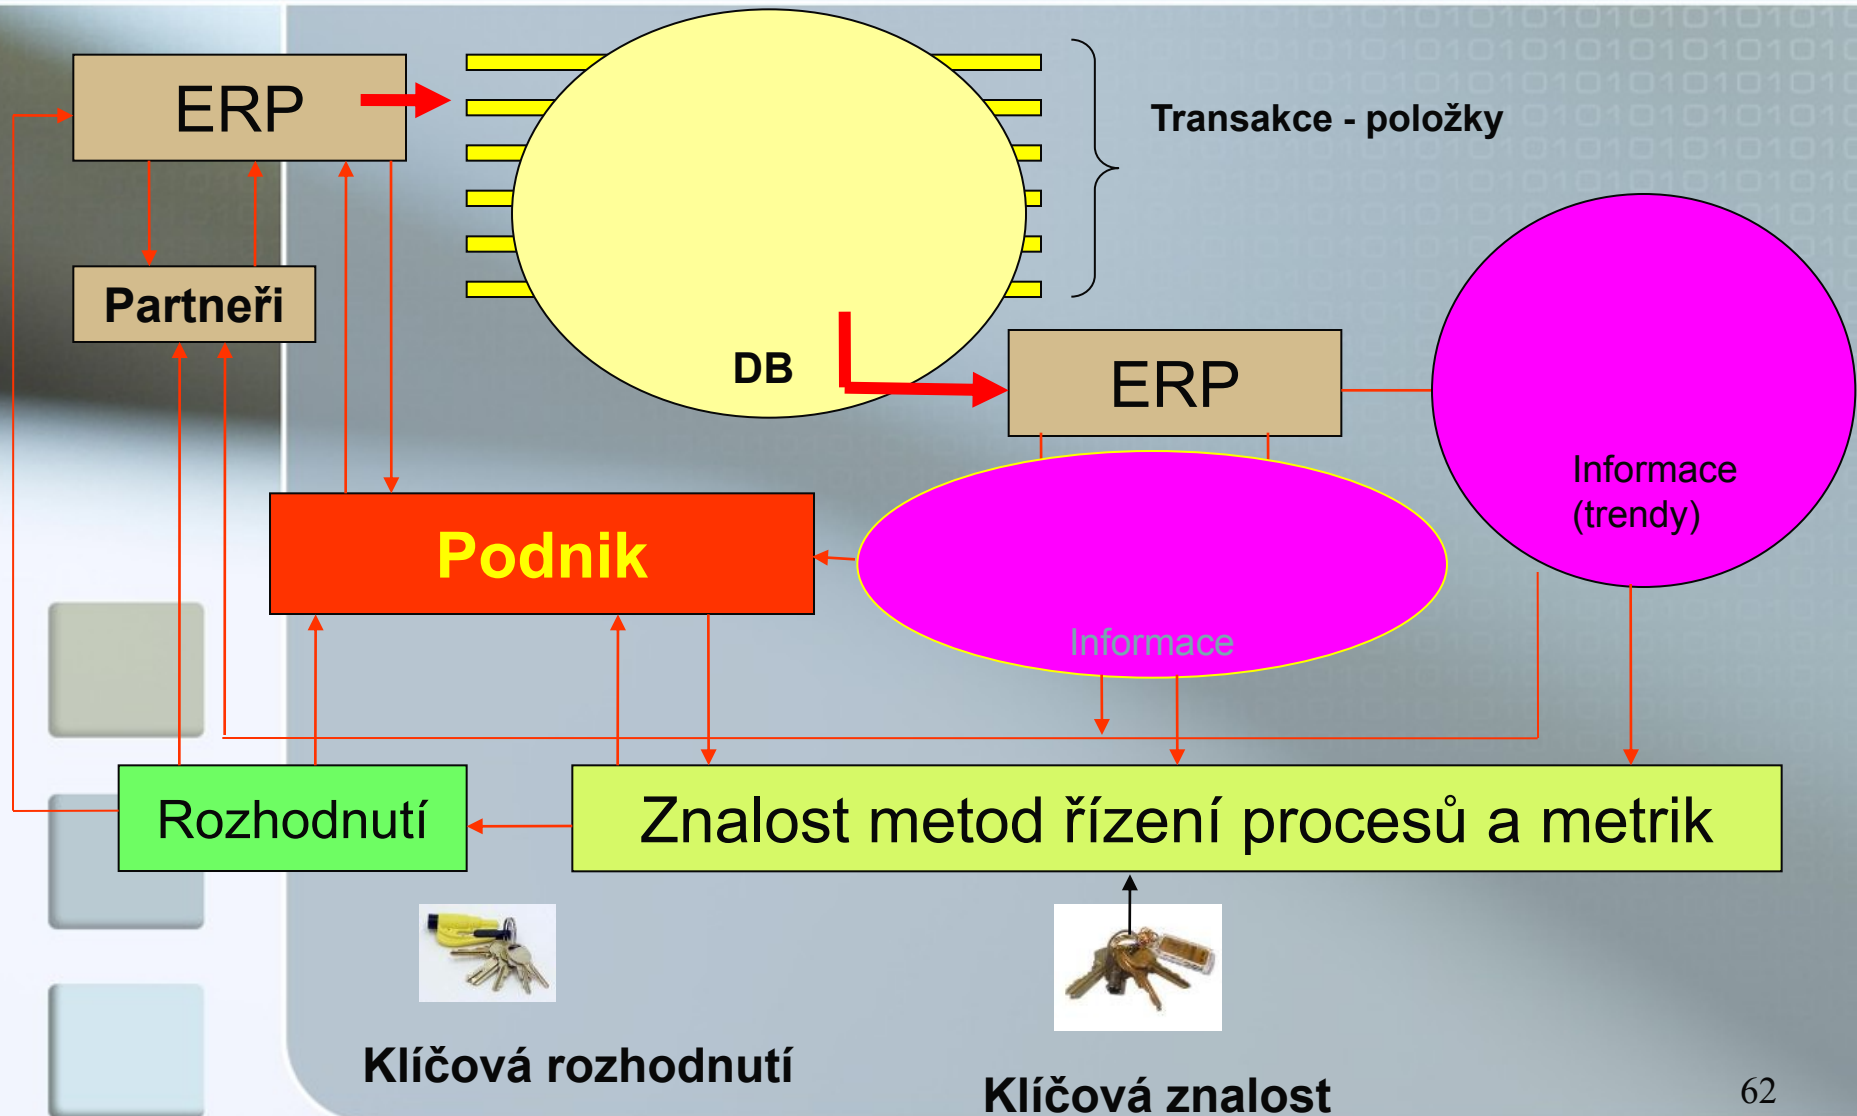 ERP
Transakce - položky
Partneři
DB
ERP
Informace
(trendy)
Podnik
Informace
Rozhodnutí
Znalost metod řízení procesů a metrik
Klíčová rozhodnutí
Klíčová znalost
62